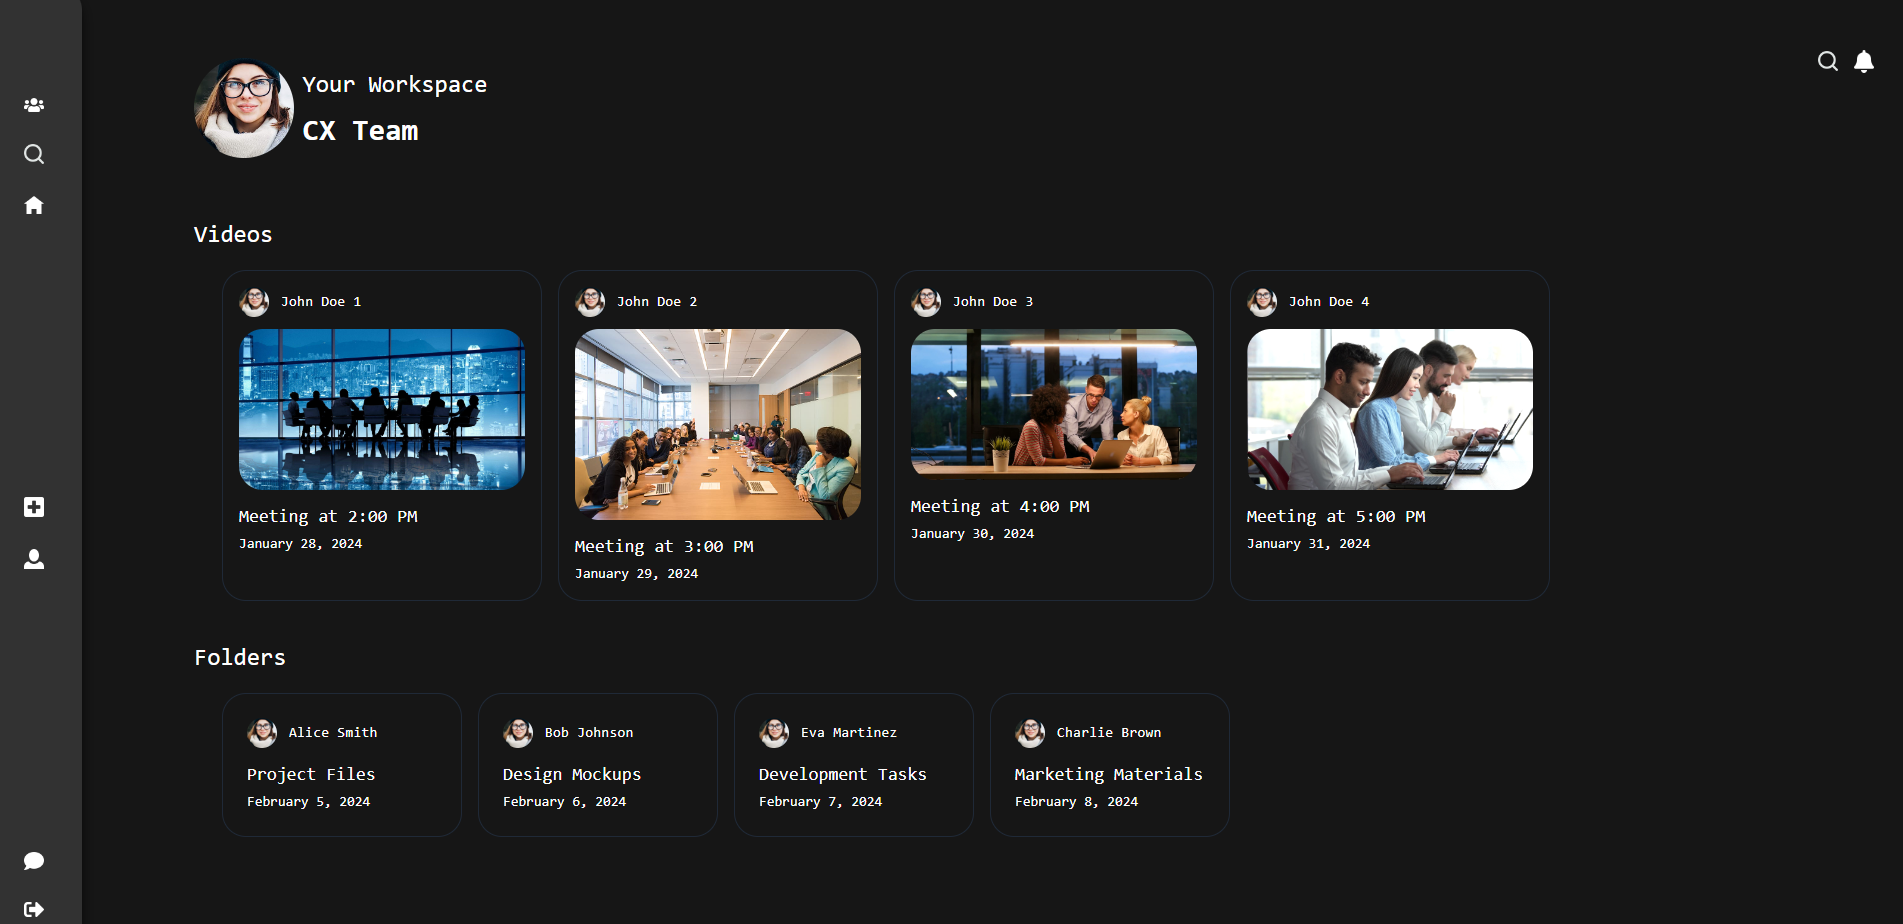 Your Workspace
CX Team
Videos
John Doe 1
Meeting at 2:00 PM
January 28, 2024
John Doe 2
Meeting at 3:00 PM
January 29, 2024
John Doe 3
Meeting at 4:00 PM
January 30, 2024
John Doe 4
Meeting at 5:00 PM
January 31, 2024
Folders
Alice Smith
Project Files
February 5, 2024
Bob Johnson
Design Mockups
February 6, 2024
Eva Martinez
Development Tasks
February 7, 2024
Charlie Brown
Marketing Materials
February 8, 2024